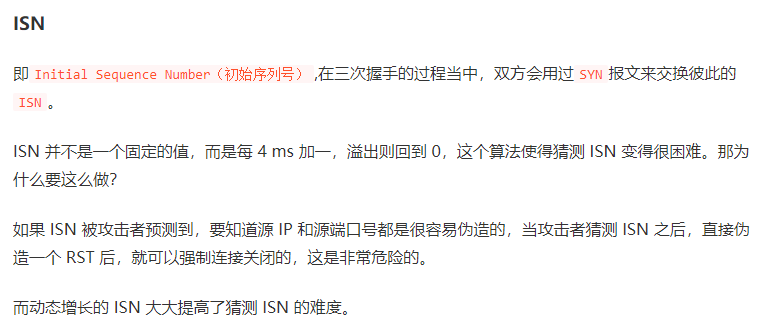 ISN
即 Initial Sequence Number（初始序列号） ,在三次握手的过程当中，双方会用过 SYN 报文来交换彼此的
ISN 。
ISN 并不是一个固定的值，而是每 4 ms 加一，溢出则回到 0，这个算法使得猜测 ISN 变得很困难。那为
什么要这么做？
如果 ISN 被攻击者预测到，要知道源 IP 和源端口号都是很容易伪造的，当攻击者猜测 ISN 之后，直接伪
造一个 RST 后，就可以强制连接关闭的，这是非常危险的。
而动态增长的 ISN 大大提高了猜测 ISN 的难度。